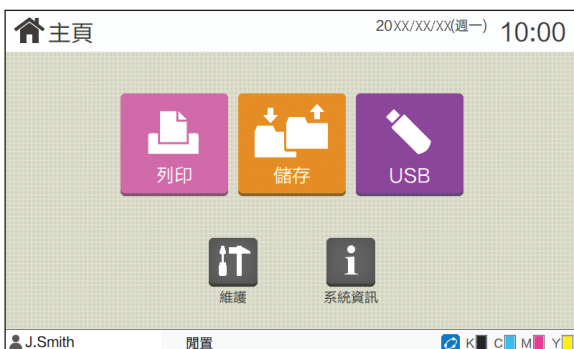 主頁
20XX/XX/XX(週一) 10:00
列印
儲存
USB
維護
系統資訊
J.Smith
閒置
K C M Y